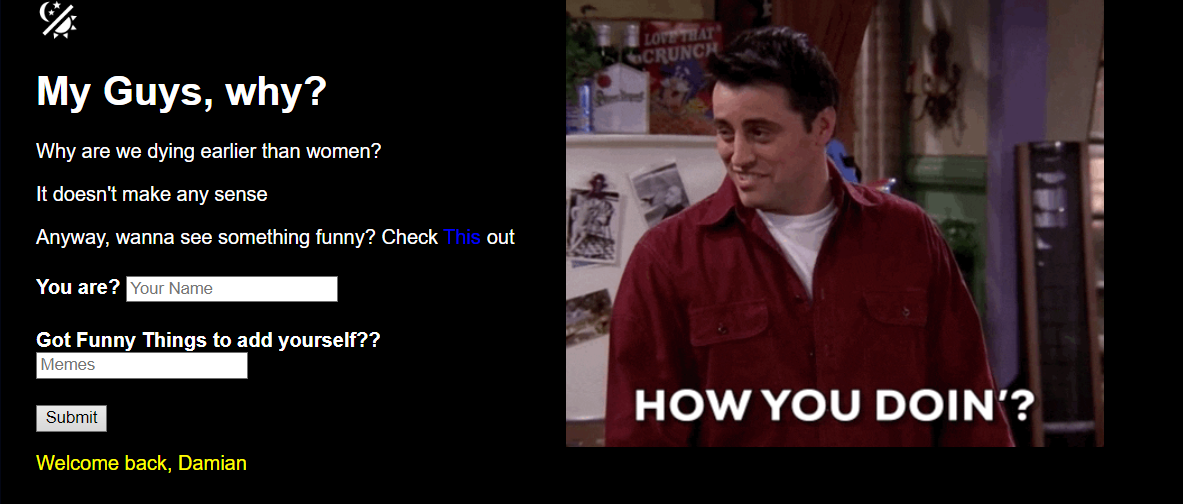 My Guys, why?
Why are we dying earlier than women?
It doesn't make any sense
Anyway, wanna see something funny? Check This out
You are? Your Name
Got Funny Things to add yourself??
Memes
Submit
Welcome back, Damian
LOVE THAT
CRUNCH
HOW YOU DOIN'?